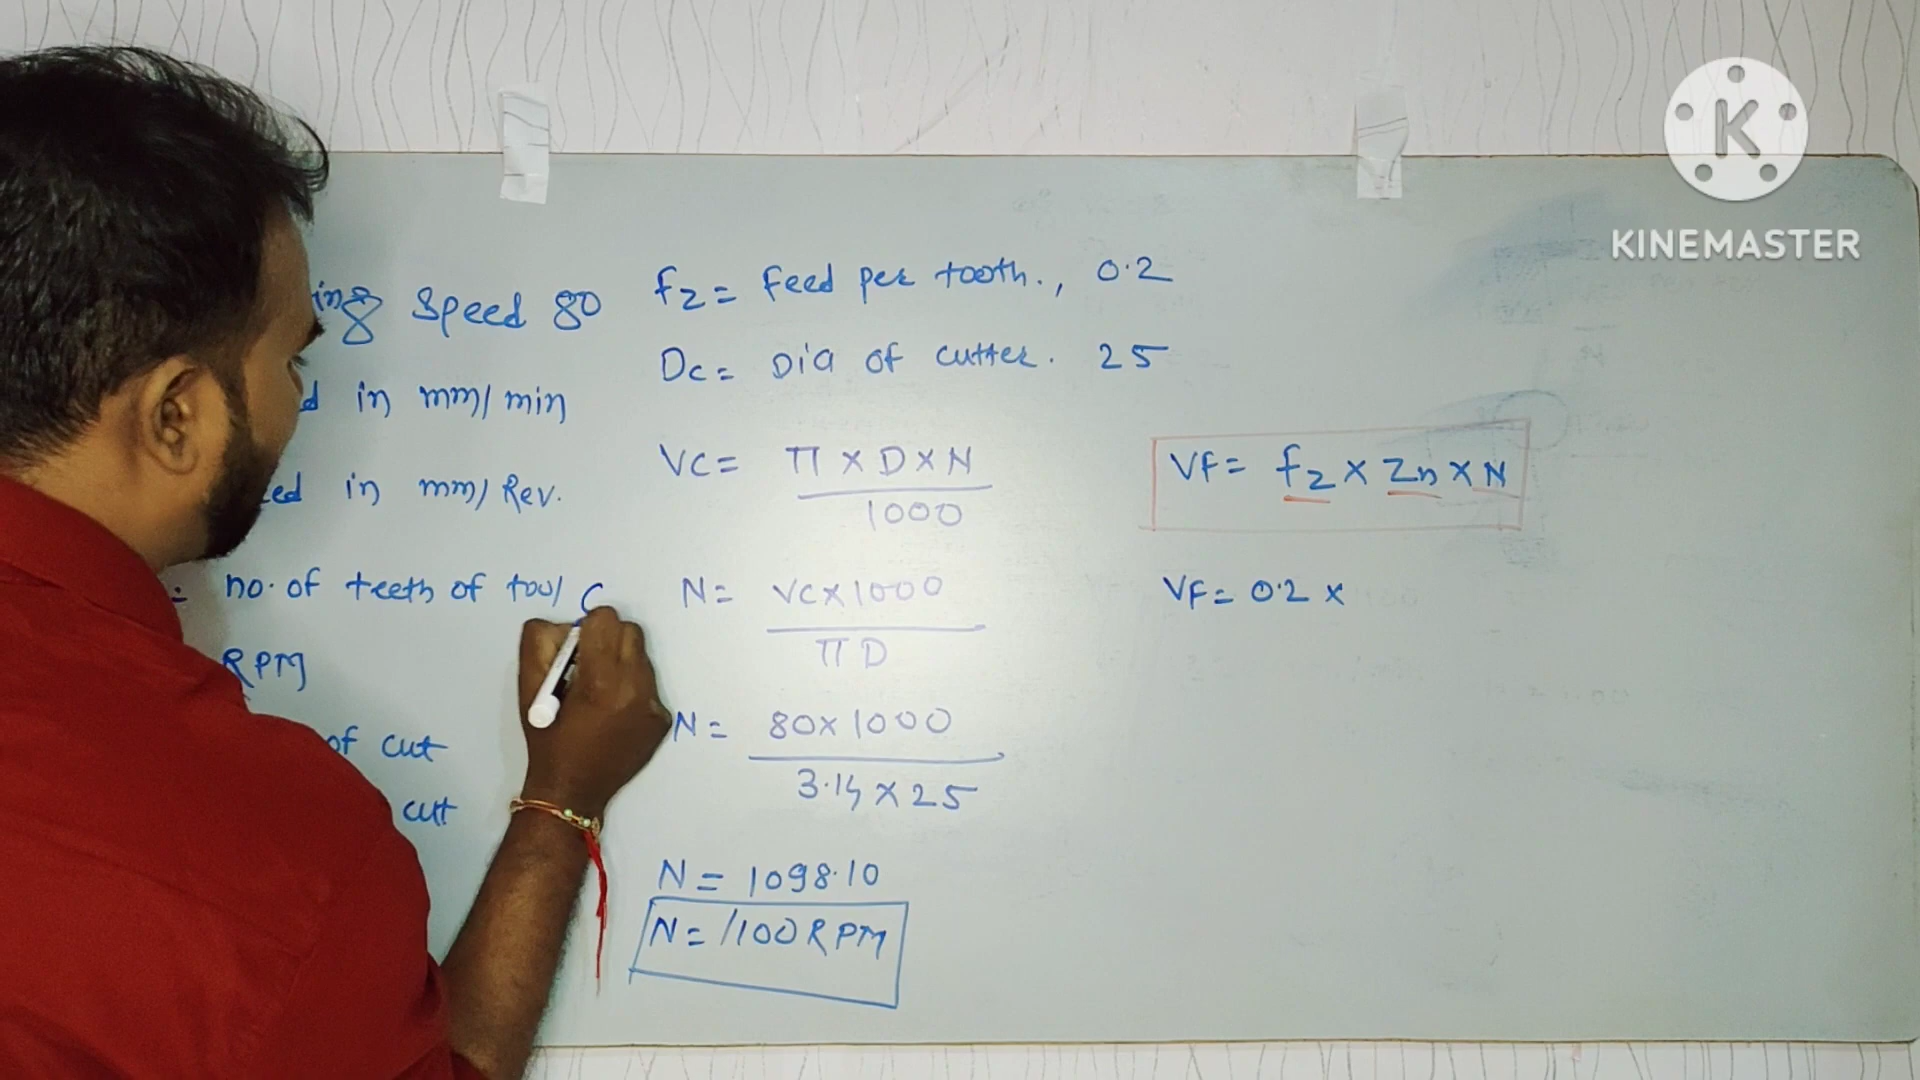 K
KINEMASTER
ing Speed 80
d in mm/min
ed in mm/Rev.
= no. of teeth of tool
RPM
of cut
cut
fz = Feed per tooth., 0.2
Dc = Dia of cutter. 25
VC = π × D × N
1000
N = VC × 1000
π D
N = 80 × 1000
3.14 × 25
N = 1098.10
N = 1100 RPM
VF = fz × Zn × N
VF = 0.2 ×